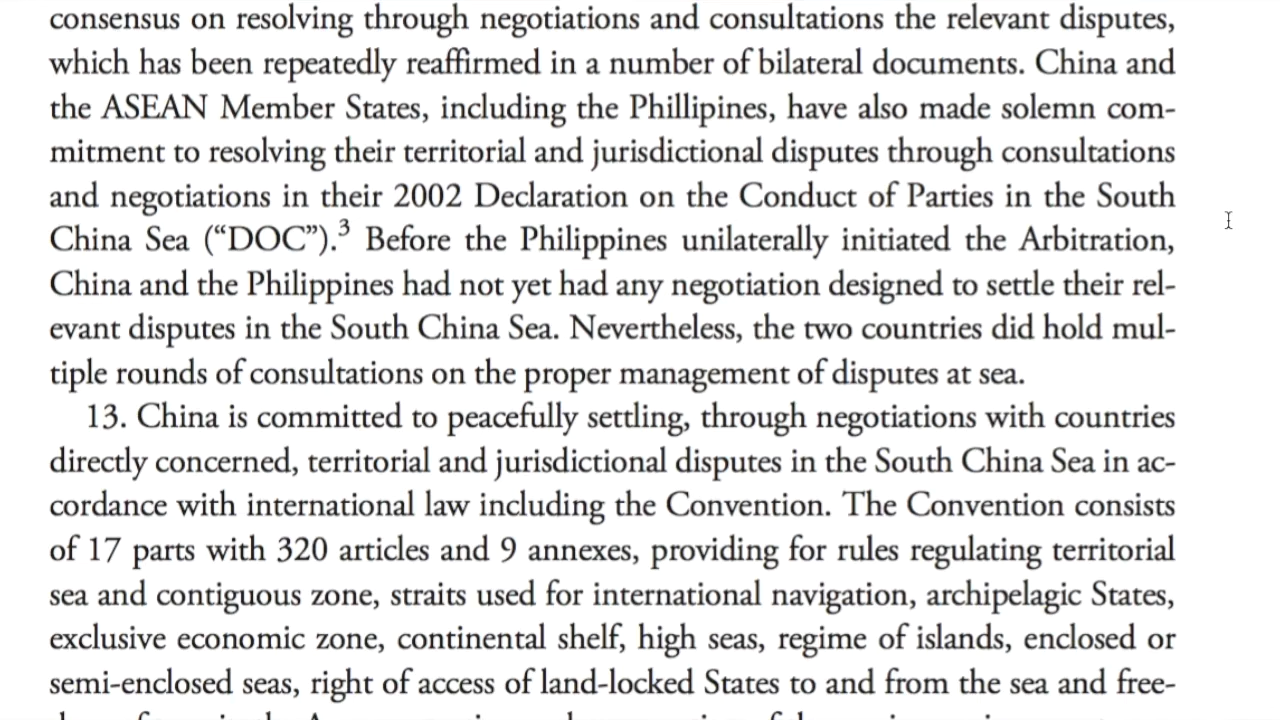 consensus on resolving through negotiations and consultations the relevant disputes,
which has been repeatedly reaffirmed in a number of bilateral documents. China and
the ASEAN Member States, including the Phillipines, have also made solemn com-
mitment to resolving their territorial and jurisdictional disputes through consultations
and negotiations in their 2002 Declaration on the Conduct of Parties in the South
China Sea (“DOC”).³ Before the Philippines unilaterally initiated the Arbitration,
China and the Philippines had not yet had any negotiation designed to settle their rel-
evant disputes in the South China Sea. Nevertheless, the two countries did hold mul-
tiple rounds of consultations on the proper management of disputes at sea.
13. China is committed to peacefully settling, through negotiations with countries
directly concerned, territorial and jurisdictional disputes in the South China Sea in ac-
cordance with international law including the Convention. The Convention consists
of 17 parts with 320 articles and 9 annexes, providing for rules regulating territorial
sea and contiguous zone, straits used for international navigation, archipelagic States,
exclusive economic zone, continental shelf, high seas, regime of islands, enclosed or
semi-enclosed seas, right of access of land-locked States to and from the sea and free-